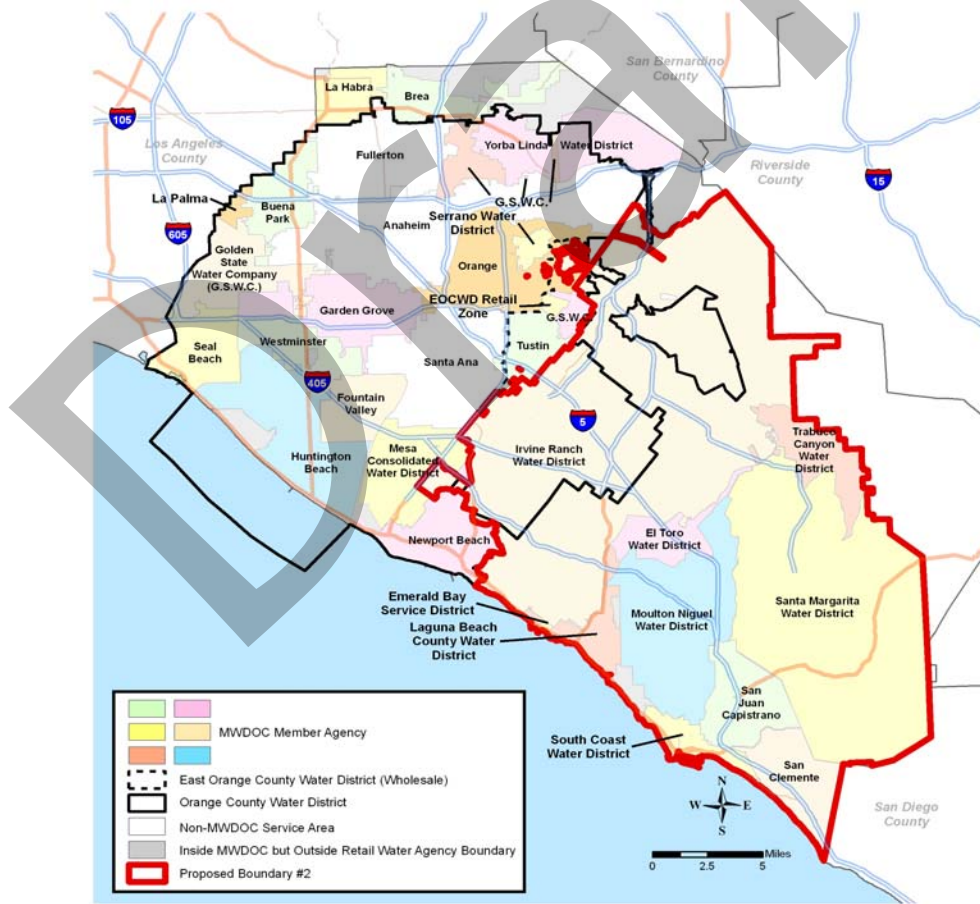 Draft
San Bernardino
County
La Habra
Brea
105
Los Angeles
County
Fullerton
Yorba Linda
Water District
Riverside
County
15
La Palma
Buena
Park
G.S.W.C.
Serrano Water
District
Anaheim
605
Golden
State
Water Company
(G.S.W.C.)
Orange
EOCWD Retail
Zone
Garden Grove
G.S.W.C.
Westminster
Tustin
Seal
Beach
Santa Ana
405
Fountain
Valley
5
Trabuco
Canyon
Water
District
Mesa
Consolidated
Water District
Irvine Ranch
Water District
Huntington
Beach
Newport Beach
El Toro
Water District
Emerald Bay
Service District
Laguna Beach
County Water
District
Moulton Niguel
Water District
Santa Margarita
Water District
San
Juan
Capistrano
South Coast
Water District
San
Clemente
San Diego
County
N
W
E
S
0
2.5
5
Miles
MWDOC Member Agency
East Orange County Water District (Wholesale)
Orange County Water District
Non-MWDOC Service Area
Inside MWDOC but Outside Retail Water Agency Boundary
Proposed Boundary #2